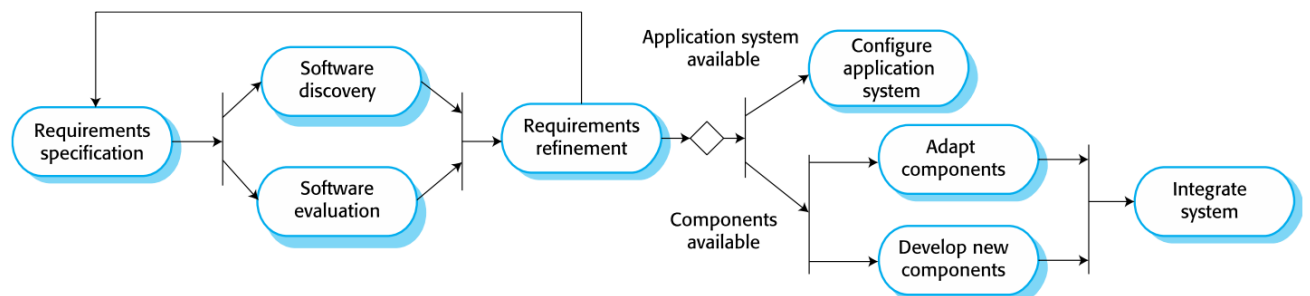 Requirements
specification
Software
discovery
Software
evaluation
Requirements
refinement
Application system
available
Configure
application
system
Components
available
Adapt
components
Develop new
components
Integrate
system